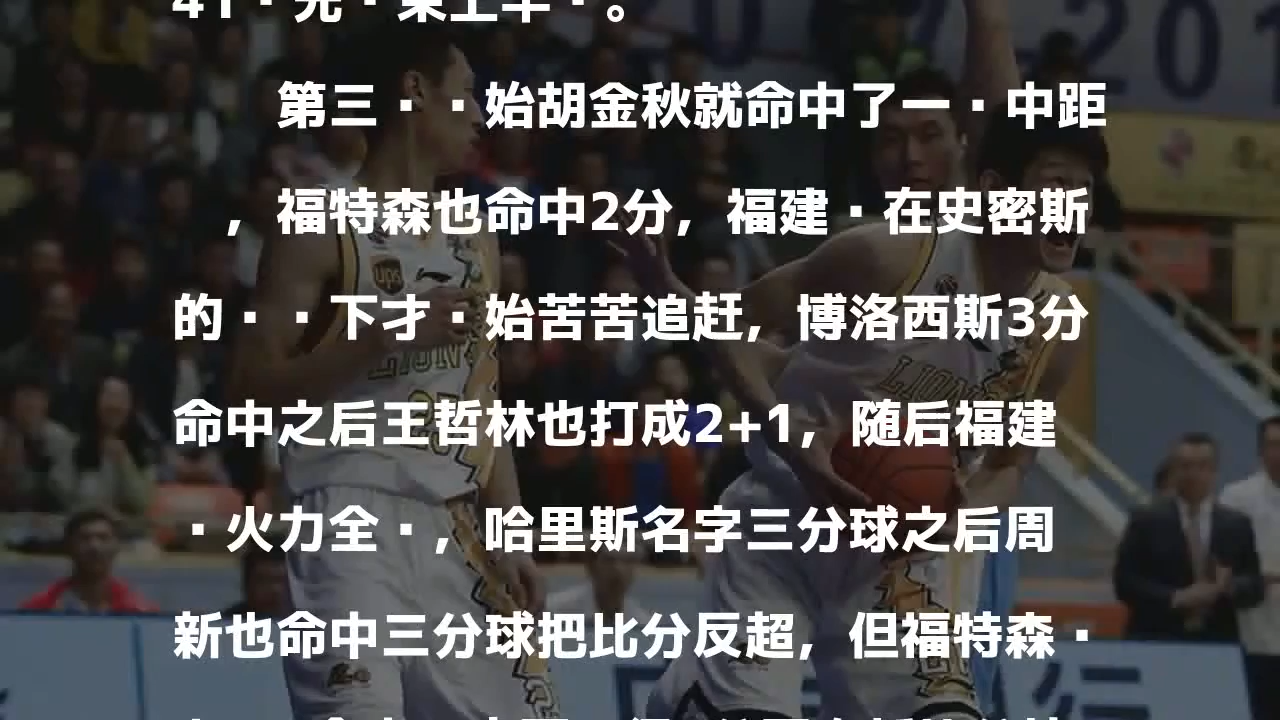 第三··始胡金秋就命中了一·中距
，福特森也命中2分，福建·在史密斯
的··下才·始苦苦追赶，博洛西斯3分
命中之后王哲林也打成2+1，随后福建
·火力全·，哈里斯名字三分球之后周
新也命中三分球把比分反超，但福特森·